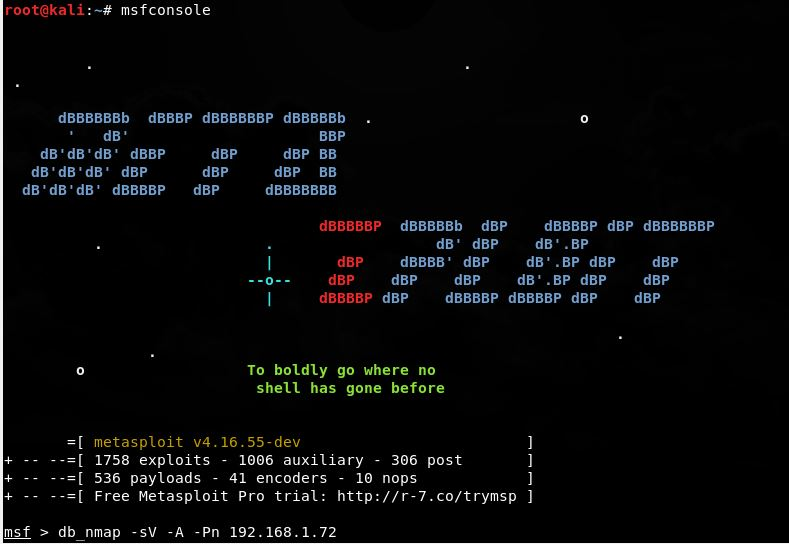 root@kali:~# msfconsole
.                                         .
.
dBBBBBBb  dBBBP dBBBBBBP dBBBBBb  .                       o
'   dB'                     BBP
dB'dB'dB' dBBP     dBP     dBP BB
dB'dB'dB' dBP      dBP     dBP  BB
dB'dB'dB' dBBBBP   dBP     dBBBBBBB
dBBBBBP  dBBBBBb  dBP    dBBBBP dBP dBBBBBBP
.                  .                  dB' dBP    dB'.BP
|       dBP    dBBBB' dBP    dB'.BP dBP    dBP
--o--    dBP    dBP    dBP    dB'.BP dBP    dBP
|     dBBBBP dBP    dBBBBP dBBBBP dBP    dBP
.
.
o                  To boldly go where no
shell has gone before
=[ metasploit v4.16.55-dev                         ]
+ -- --=[ 1758 exploits - 1006 auxiliary - 306 post       ]
+ -- --=[ 536 payloads - 41 encoders - 10 nops            ]
+ -- --=[ Free Metasploit Pro trial: http://r-7.co/trymsp ]
msf > db_nmap -sV -A -Pn 192.168.1.72